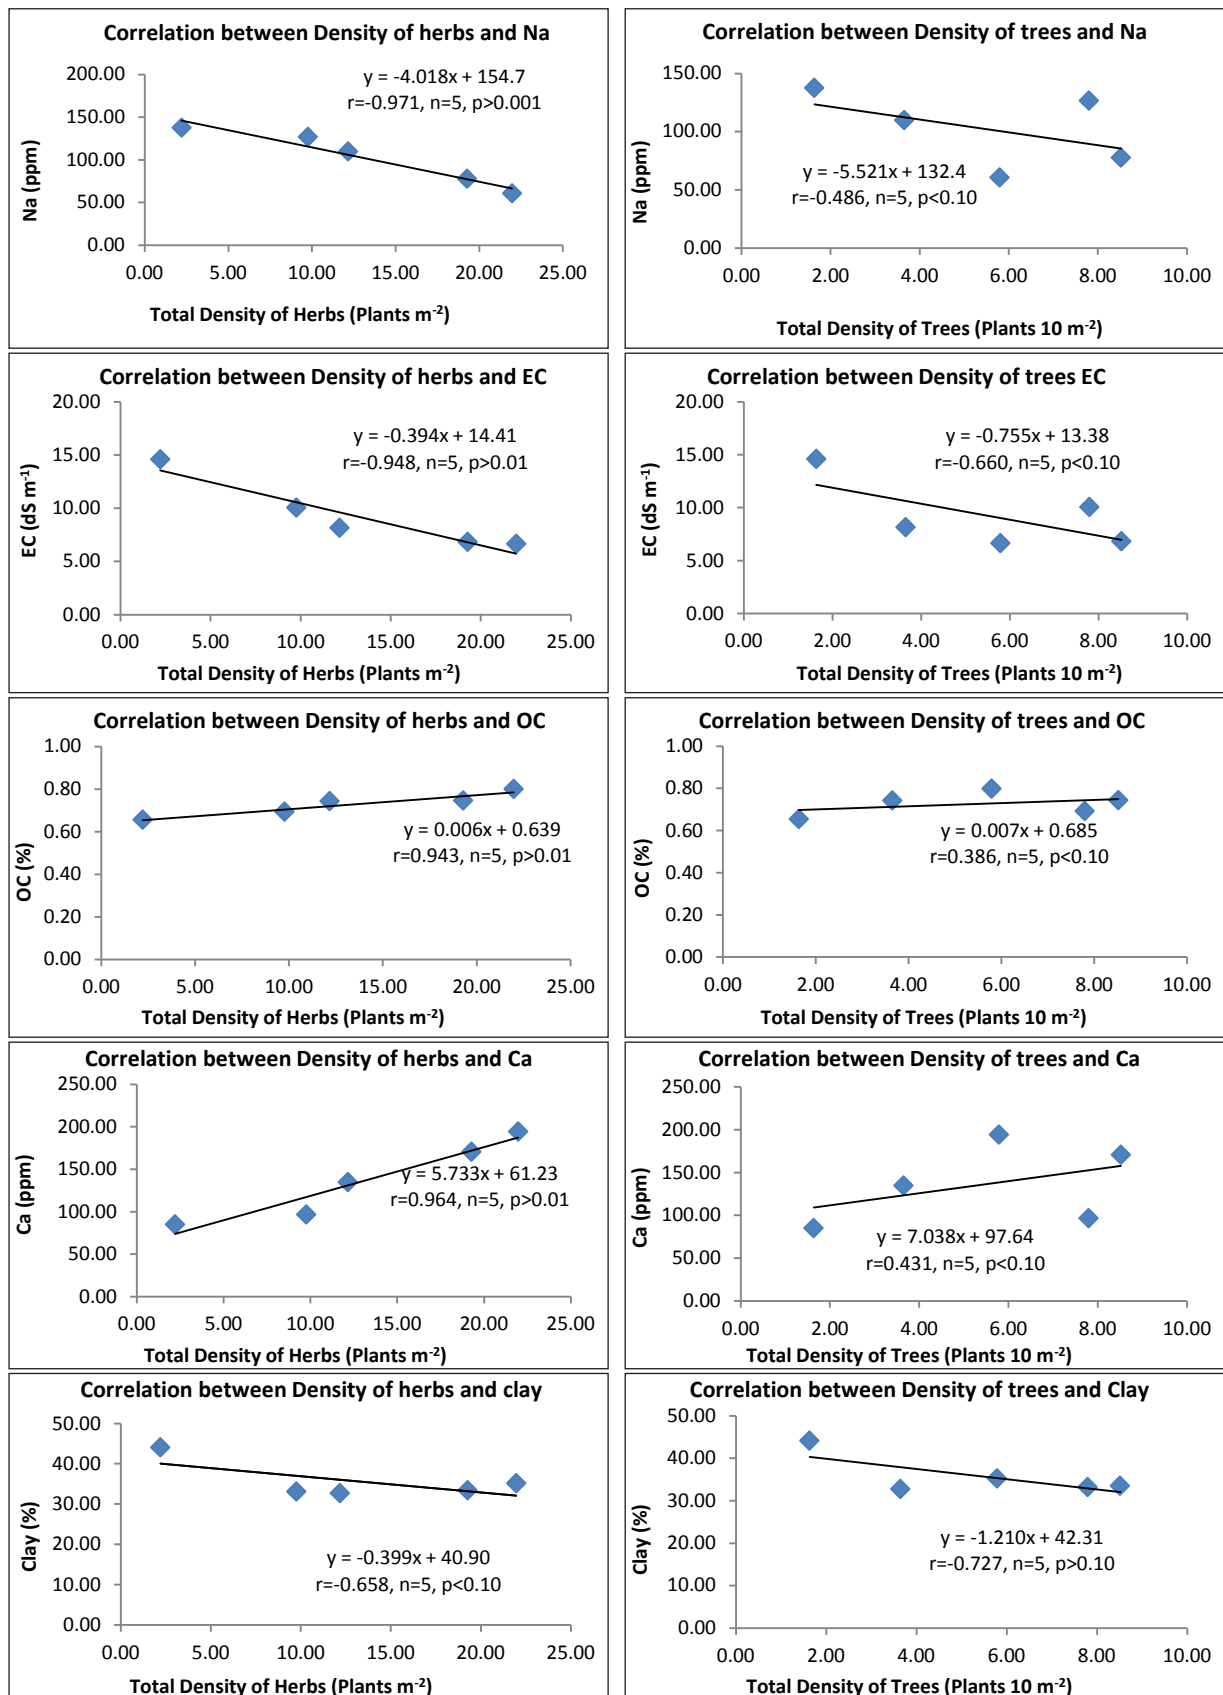 Correlation between Density of herbs and Na
200.00
150.00
100.00
50.00
0.00
y = -4.018x + 154.7
r=-0.971, n=5, p>0.001
Na (ppm)
0.00 5.00 10.00 15.00 20.00 25.00
Total Density of Herbs (Plants m⁻²)
Correlation between Density of trees and Na
150.00
100.00
50.00
0.00
y = -5.521x + 132.4
r=-0.486, n=5, p<0.10
Na (ppm)
0.00 2.00 4.00 6.00 8.00 10.00
Total Density of Trees (Plants 10 m⁻²)
Correlation between Density of herbs and EC
20.00
15.00
10.00
5.00
0.00
y = -0.394x + 14.41
r=-0.948, n=5, p>0.01
EC (dS m⁻¹)
0.00 5.00 10.00 15.00 20.00 25.00
Total Density of Herbs (Plants m⁻²)
Correlation between Density of trees EC
20.00
15.00
10.00
5.00
0.00
y = -0.755x + 13.38
r=-0.660, n=5, p<0.10
EC (dS m⁻¹)
0.00 2.00 4.00 6.00 8.00 10.00
Total Density of Trees (Plants 10 m⁻²)
Correlation between Density of herbs and OC
1.00
0.80
0.60
0.40
0.20
0.00
y = 0.006x + 0.639
r=0.943, n=5, p>0.01
OC (%)
0.00 5.00 10.00 15.00 20.00 25.00
Total Density of Herbs (Plants m⁻²)
Correlation between Density of trees and OC
1.00
0.80
0.60
0.40
0.20
0.00
y = 0.007x + 0.685
r=0.386, n=5, p<0.10
OC (%)
0.00 2.00 4.00 6.00 8.00 10.00
Total Density of Trees (Plants 10 m⁻²)
Correlation between Density of herbs and Ca
250.00
200.00
150.00
100.00
50.00
0.00
y = 5.733x + 61.23
r=0.964, n=5, p>0.01
Ca (ppm)
0.00 5.00 10.00 15.00 20.00 25.00
Total Density of Herbs (Plants m⁻²)
Correlation between Density of trees and Ca
250.00
200.00
150.00
100.00
50.00
0.00
y = 7.038x + 97.64
r=0.431, n=5, p<0.10
Ca (ppm)
0.00 2.00 4.00 6.00 8.00 10.00
Total Density of Trees (Plants 10 m⁻²)
Correlation between Density of herbs and clay
50.00
40.00
30.00
20.00
10.00
0.00
y = -0.399x + 40.90
r=-0.658, n=5, p<0.10
Clay (%)
0.00 5.00 10.00 15.00 20.00 25.00
Total Density of Herbs (Plants m⁻²)
Correlation between Density of trees and Clay
50.00
40.00
30.00
20.00
10.00
0.00
y = -1.210x + 42.31
r=-0.727, n=5, p>0.10
Clay (%)
0.00 2.00 4.00 6.00 8.00 10.00
Total Density of Trees (Plants 10 m⁻²)